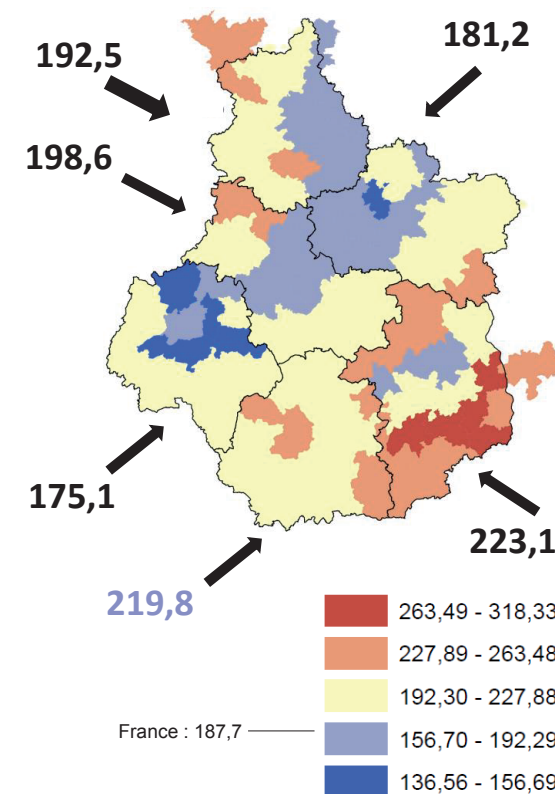 181,2
192,5
198,6
175,1
223,1
219,8
263,49 - 318,33
227,89 - 263,48
192,30 - 227,88
France : 187,7
156,70 - 192,29
136,56 - 156,69